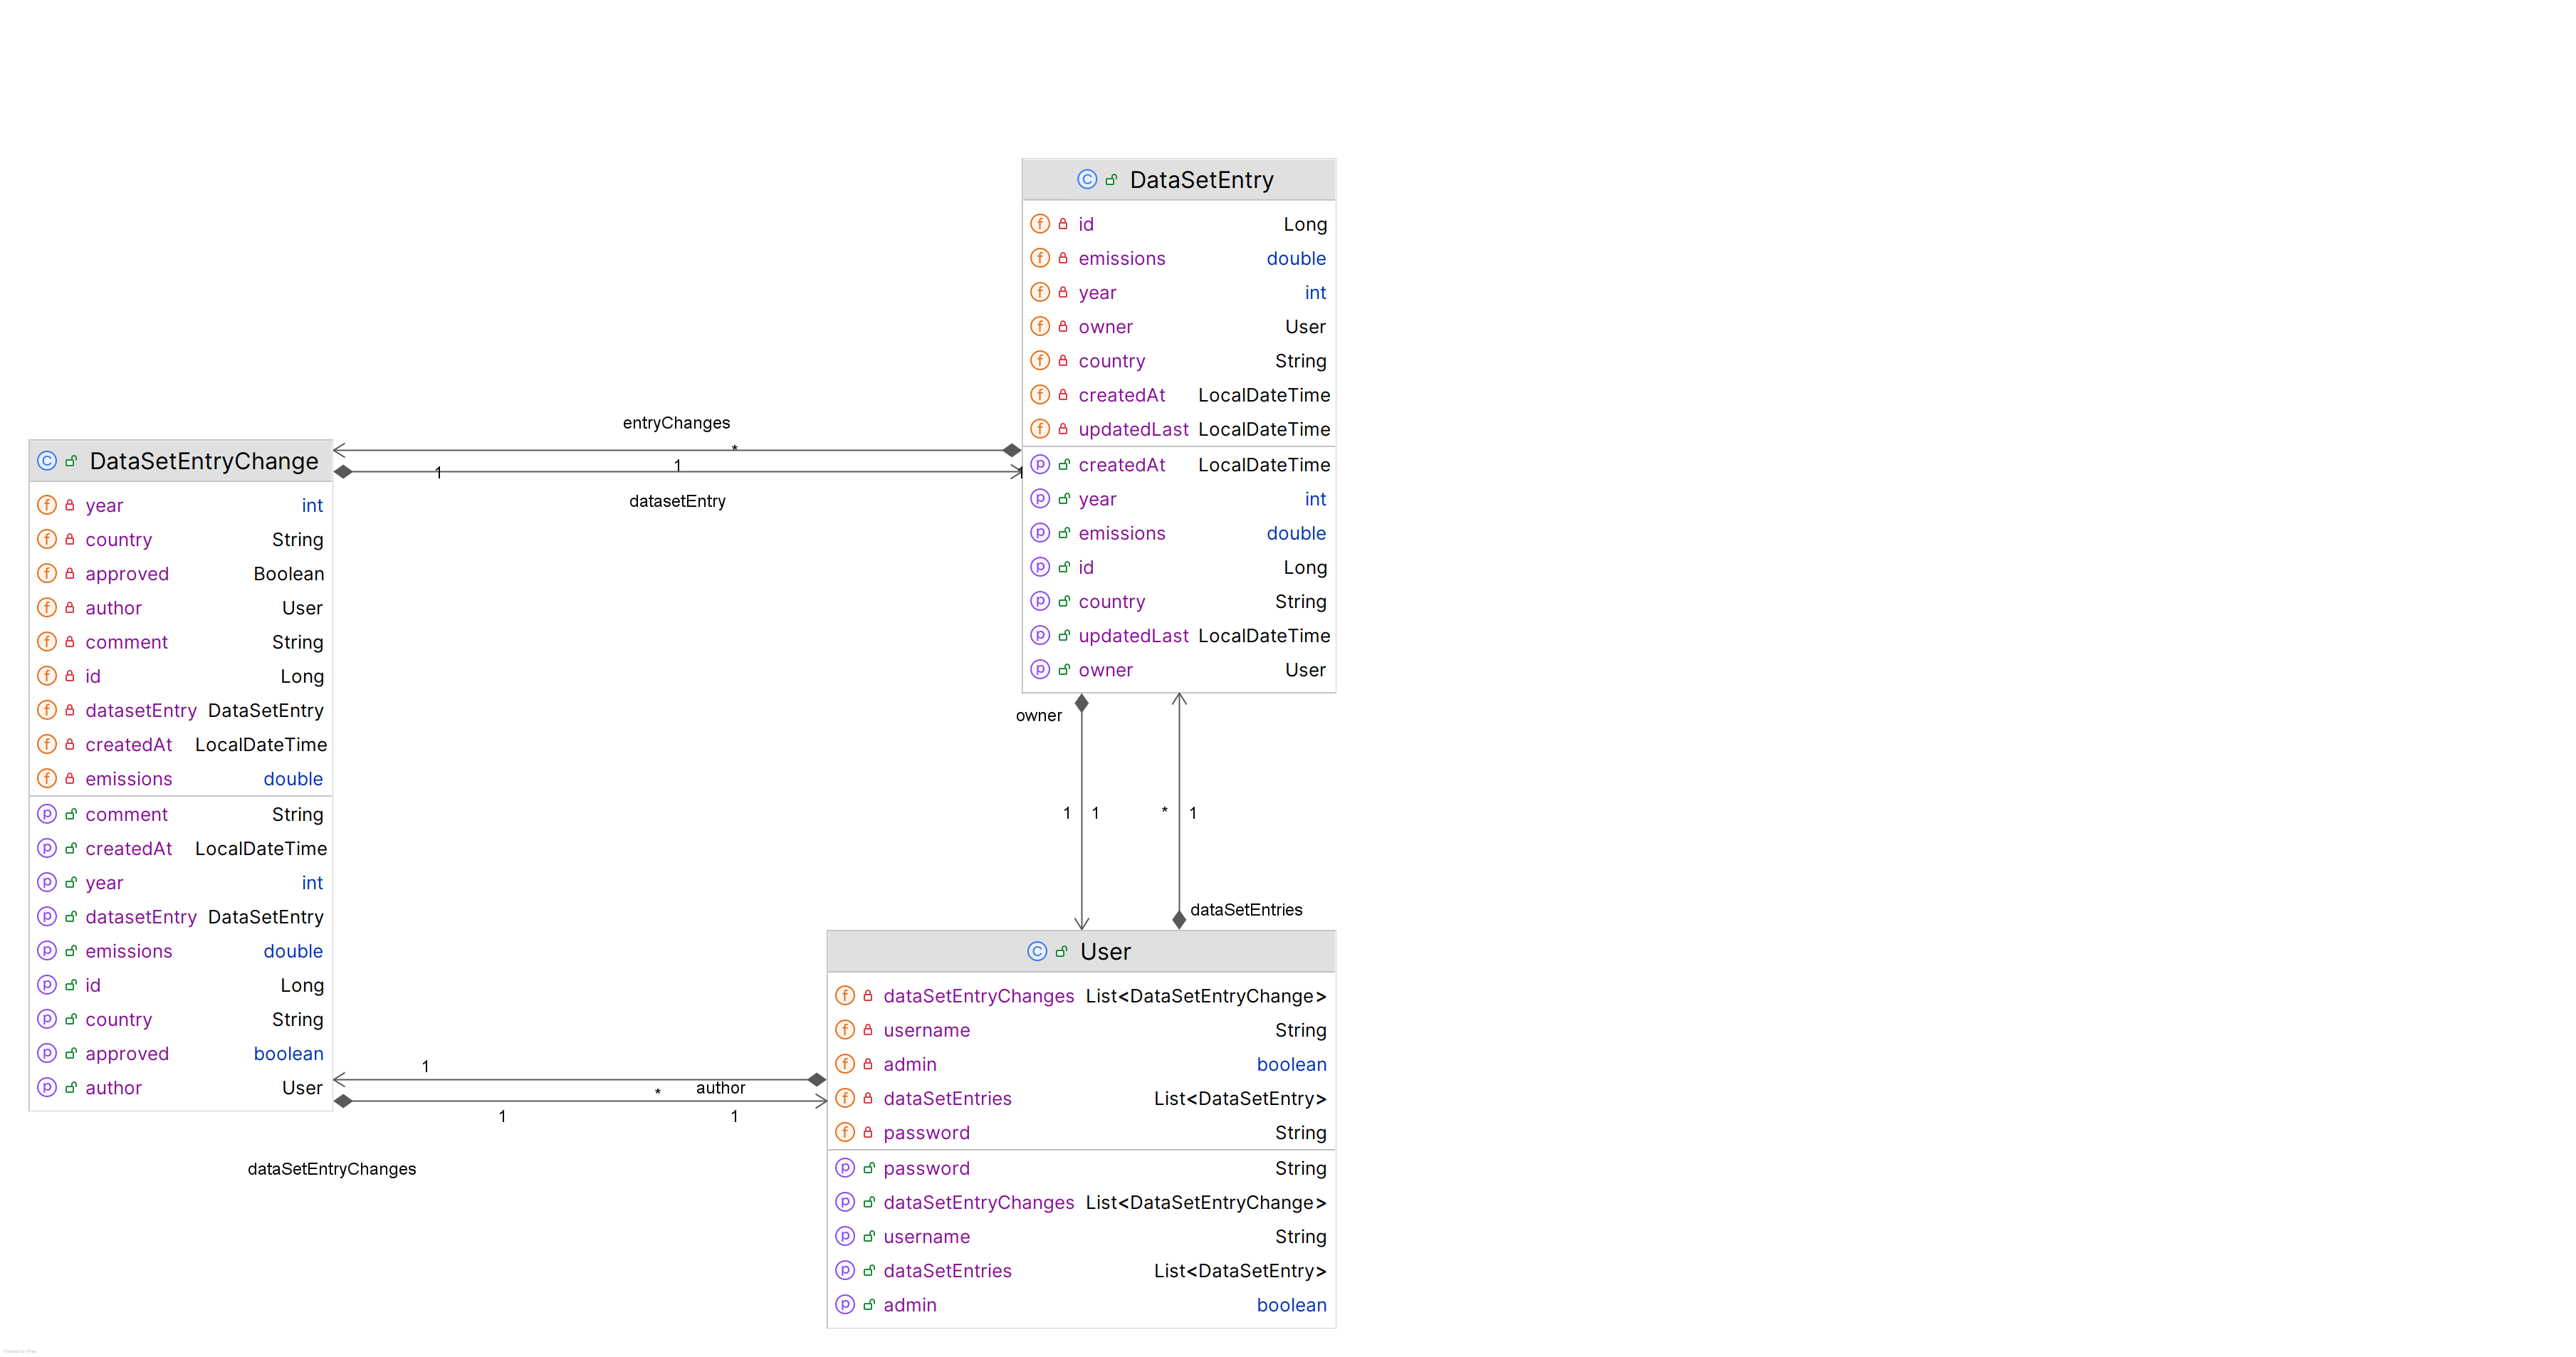 DataSetEntry
id Long
emissions double
year int
owner User
country String
createdAt LocalDateTime
updatedLast LocalDateTime
createdAt LocalDateTime
year int
emissions double
id Long
country String
updatedLast LocalDateTime
owner User
entryChanges
*
1
1
1
datasetEntry
DataSetEntryChange
year int
country String
approved Boolean
author User
comment String
id Long
datasetEntry DataSetEntry
createdAt LocalDateTime
emissions double
comment String
createdAt LocalDateTime
year int
datasetEntry DataSetEntry
emissions double
id Long
country String
approved boolean
author User
owner
1 1
* 1
dataSetEntries
1
* author
1 1
dataSetEntryChanges
User
dataSetEntryChanges List<DataSetEntryChange>
username String
admin boolean
dataSetEntries List<DataSetEntry>
password String
password String
dataSetEntryChanges List<DataSetEntryChange>
username String
dataSetEntries List<DataSetEntry>
admin boolean